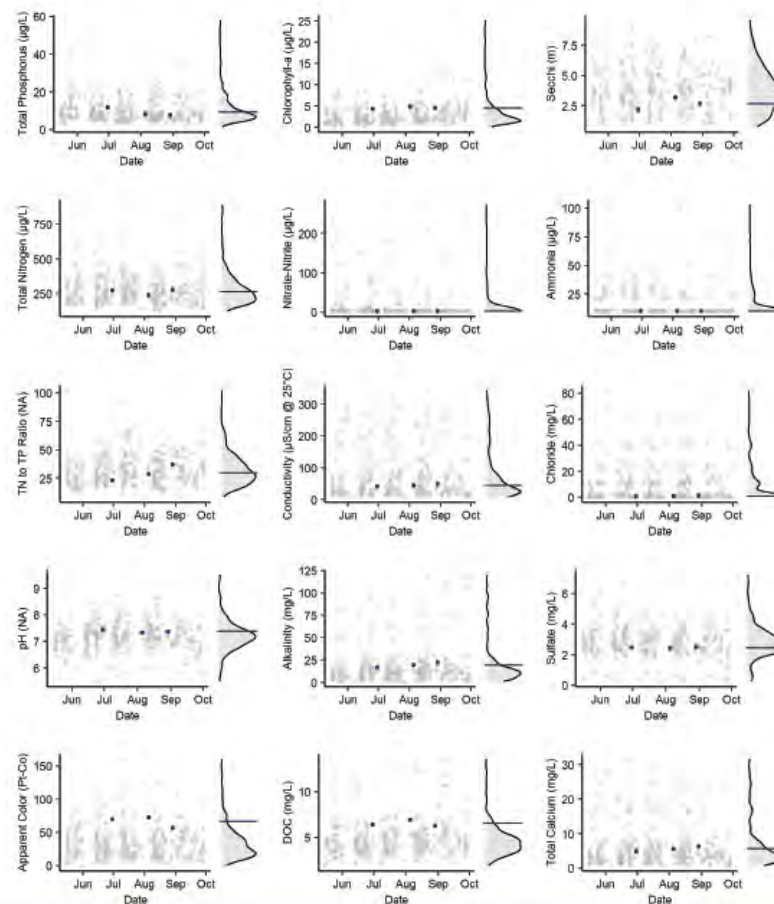 Total Phosphorus (µg/L)
60
40
20
0
Jun Jul Aug Sep Oct
Date
Chlorophyll-a (µg/L)
25
20
15
10
5
0
Jun Jul Aug Sep Oct
Date
Secchi (m)
7.5
5.0
2.5
Jun Jul Aug Sep Oct
Date
Total Nitrogen (µg/L)
750
500
250
Jun Jul Aug Sep Oct
Date
Nitrate-Nitrite (µg/L)
200
100
0
Jun Jul Aug Sep Oct
Date
Ammonia (µg/L)
100
75
50
25
Jun Jul Aug Sep Oct
Date
TN to TP Ratio (NA)
100
75
50
25
Jun Jul Aug Sep Oct
Date
Conductivity (µS/cm @ 25°C)
300
200
100
0
Jun Jul Aug Sep Oct
Date
Chloride (mg/L)
80
60
40
20
0
Jun Jul Aug Sep Oct
Date
pH (NA)
9
8
7
6
Jun Jul Aug Sep Oct
Date
Alkalinity (mg/L)
125
100
75
50
25
0
Jun Jul Aug Sep Oct
Date
Sulfate (mg/L)
6
4
2
0
Jun Jul Aug Sep Oct
Date
Apparent Color (Pt-Co)
150
100
50
0
Jun Jul Aug Sep Oct
Date
DOC (mg/L)
10
5
Jun Jul Aug Sep Oct
Date
Total Calcium (mg/L)
30
20
10
0
Jun Jul Aug Sep Oct
Date